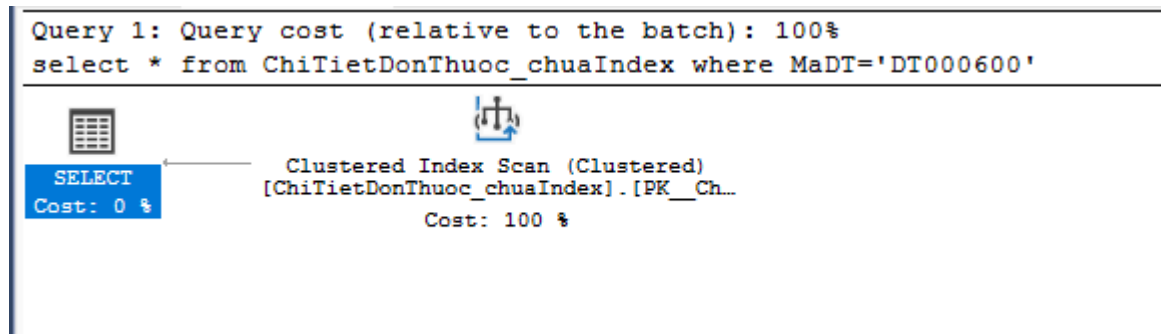 Query 1: Query cost (relative to the batch): 100%
select * from ChiTietDonThuoc_chuaIndex where MaDT='DT000600'
SELECT
Cost: 0 %
Clustered Index Scan (Clustered)
[ChiTietDonThuoc_chuaIndex].[PK__Ch…
Cost: 100 %